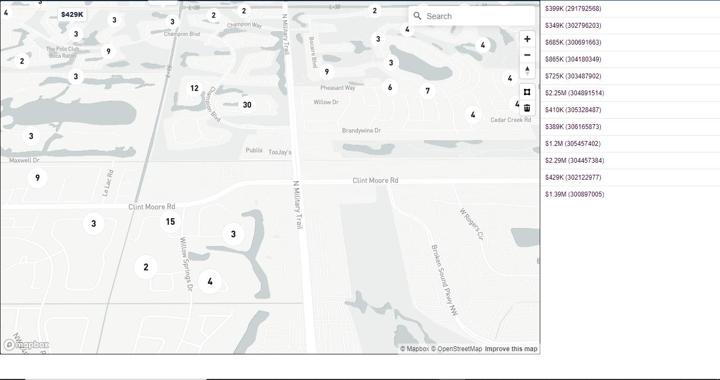 4
3
$429K
3
3
2
Champion Way
2
Champion Blvd
3
The Polo Club
Boca Raton
9
2
3
12
30
3
Maxwell Dr
9
Le Lac Rd
Clint Moore Rd
3
15
Willow Springs Dr
3
2
4
N Military Trail
Publix
TooJay's
N Military Trail
2
4
Search
3
4
3
9
Pheasant Way
6
7
4
Willow Dr
4
4
Cedar Creek Rd
Brandywine Dr
Clint Moore Rd
W Rogers Cir
Broken Sound Pkwy NW
mapbox
© Mapbox © OpenStreetMap Improve this map
$399K (291792568)
$349K (302796203)
$685K (300691663)
$865K (304180349)
$725K (303487902)
$2.25M (304891514)
$410K (305328487)
$389K (306165873)
$1.2M (305457402)
$2.29M (304457384)
$429K (302122977)
$1.39M (300897005)